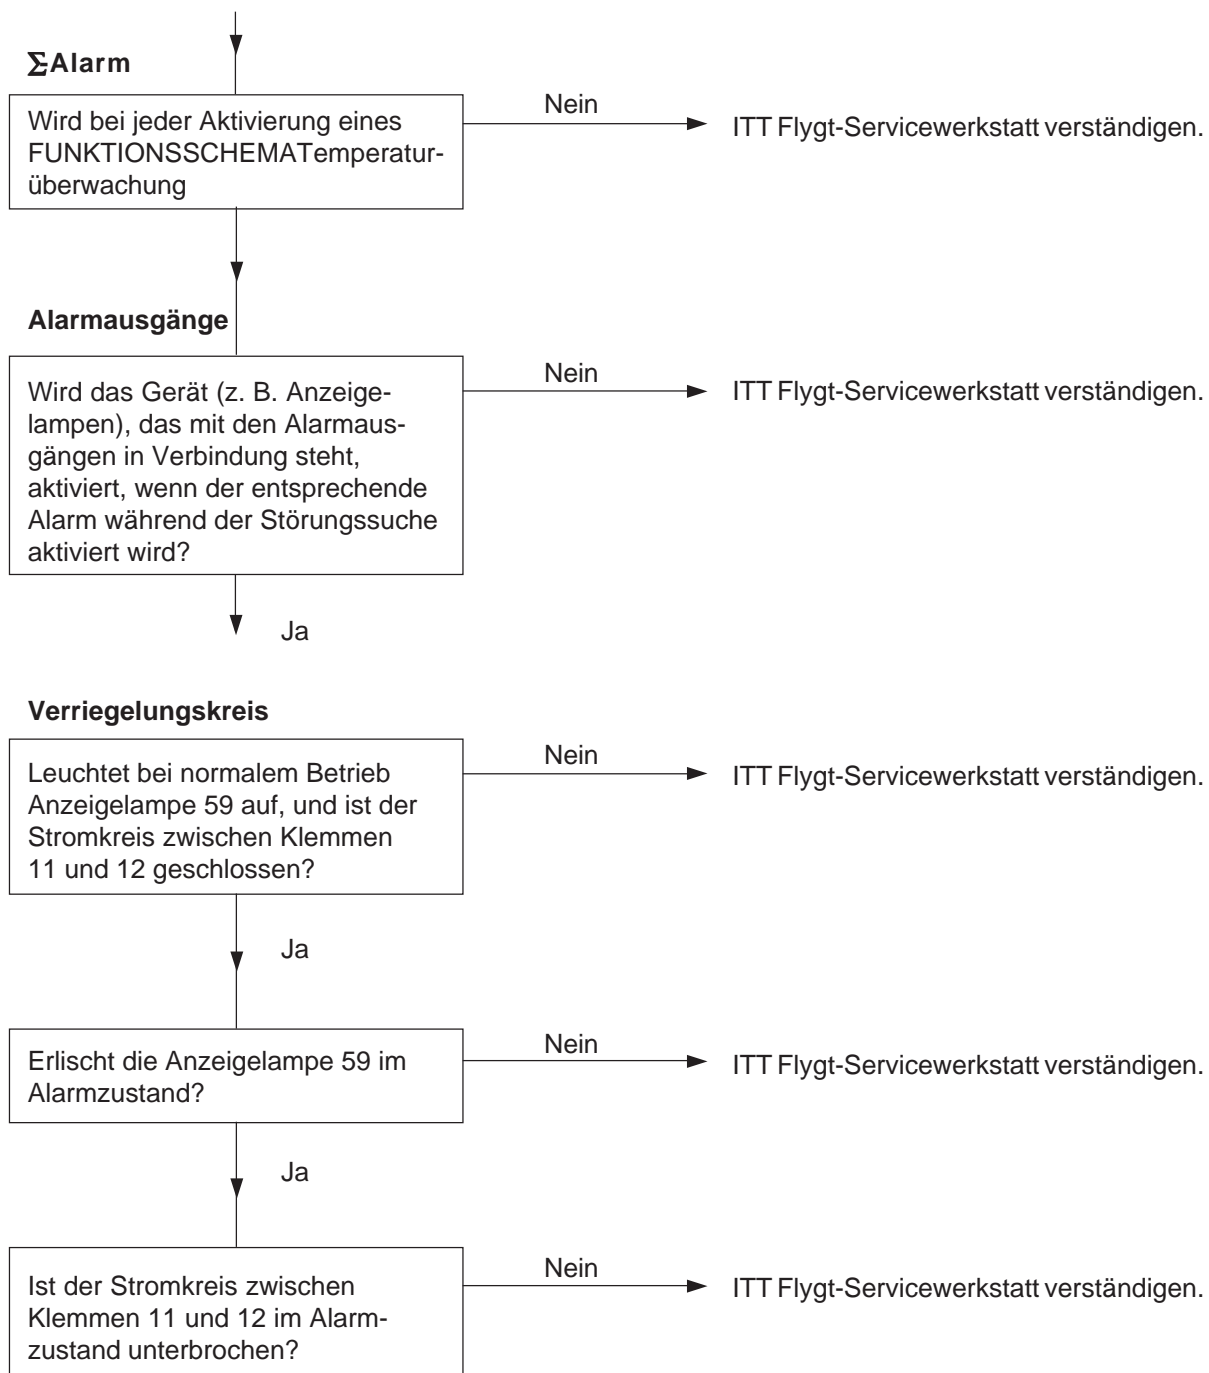 Σ-Alarm
Wird bei jeder Aktivierung eines
FUNKTIONSSCHEMATemperatur-
überwachung
Nein
ITT Flygt-Servicewerkstatt verständigen.
Alarmausgänge
Wird das Gerät (z. B. Anzeige-
lampen), das mit den Alarmaus-
gängen in Verbindung steht,
aktiviert, wenn der entsprechende
Alarm während der Störungssuche
aktiviert wird?
Nein
ITT Flygt-Servicewerkstatt verständigen.
Ja
Verriegelungskreis
Leuchtet bei normalem Betrieb
Anzeigelampe 59 auf, und ist der
Stromkreis zwischen Klemmen
11 und 12 geschlossen?
Nein
ITT Flygt-Servicewerkstatt verständigen.
Ja
Erlischt die Anzeigelampe 59 im
Alarmzustand?
Nein
ITT Flygt-Servicewerkstatt verständigen.
Ja
Ist der Stromkreis zwischen
Klemmen 11 und 12 im Alarm-
zustand unterbrochen?
Nein
ITT Flygt-Servicewerkstatt verständigen.